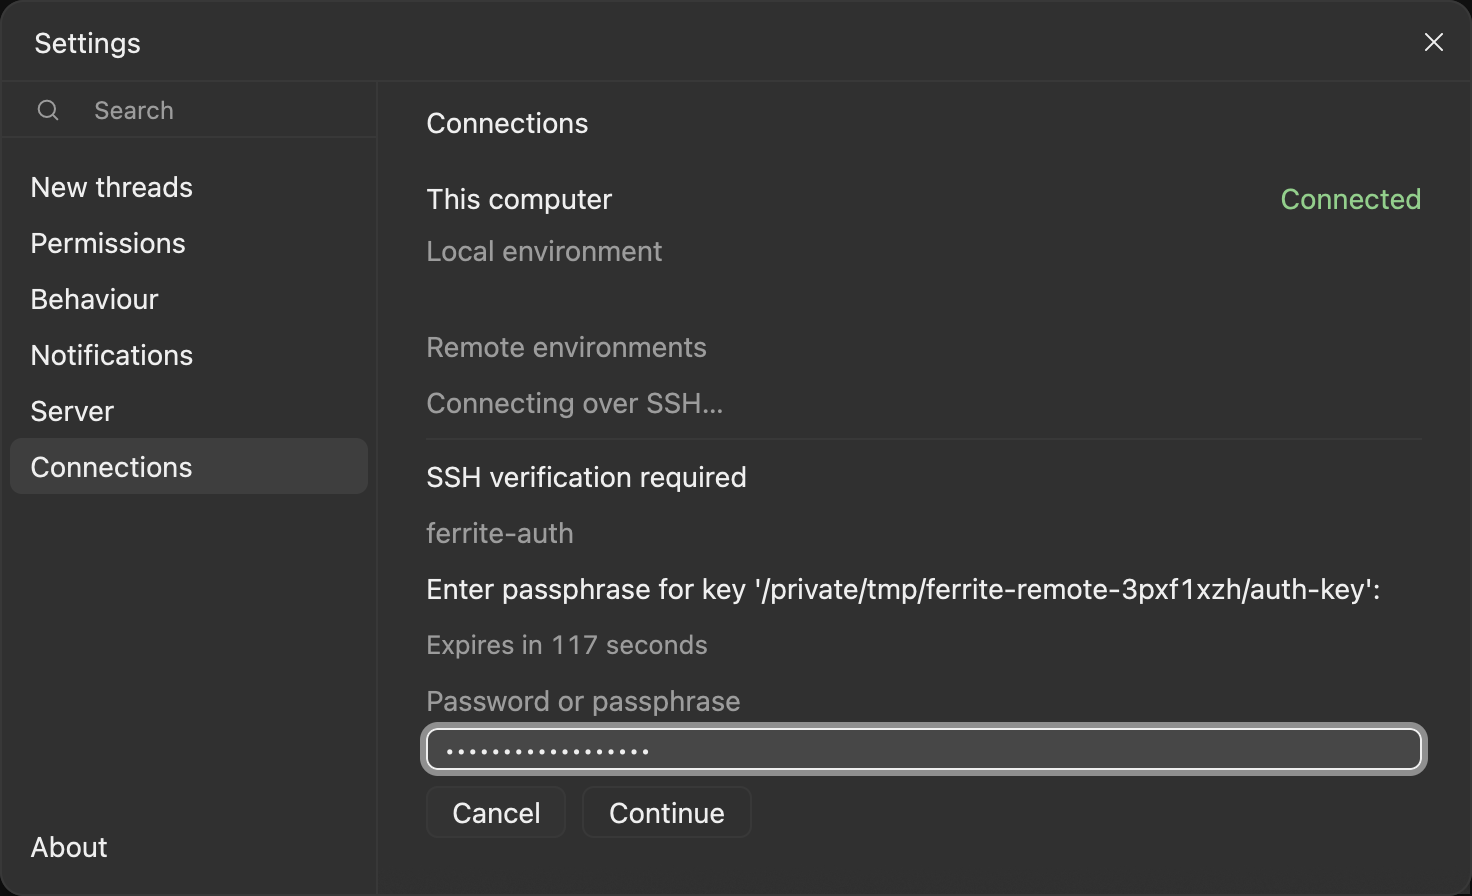 Settings
Search
New threads
Permissions
Behaviour
Notifications
Server
Connections
About
Connections
This computer
Connected
Local environment
Remote environments
Connecting over SSH...
SSH verification required
ferrite-auth
Enter passphrase for key '/private/tmp/ferrite-remote-3pxf1xzh/auth-key':
Expires in 117 seconds
Password or passphrase
••••••••••••••••••
Cancel
Continue